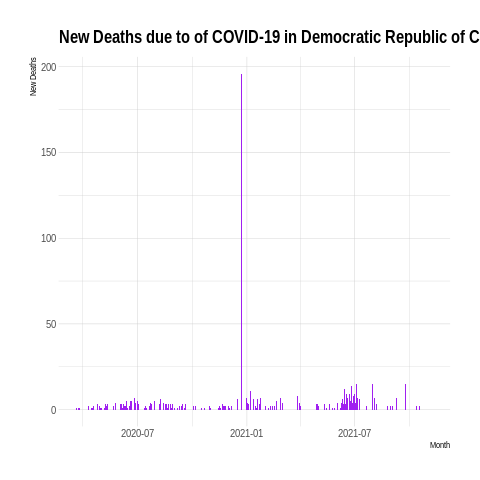 New Deaths due to of COVID-19 in Democratic Republic of C
New Deaths
200
150
100
50
0
2020-07 2021-01 2021-07
Month